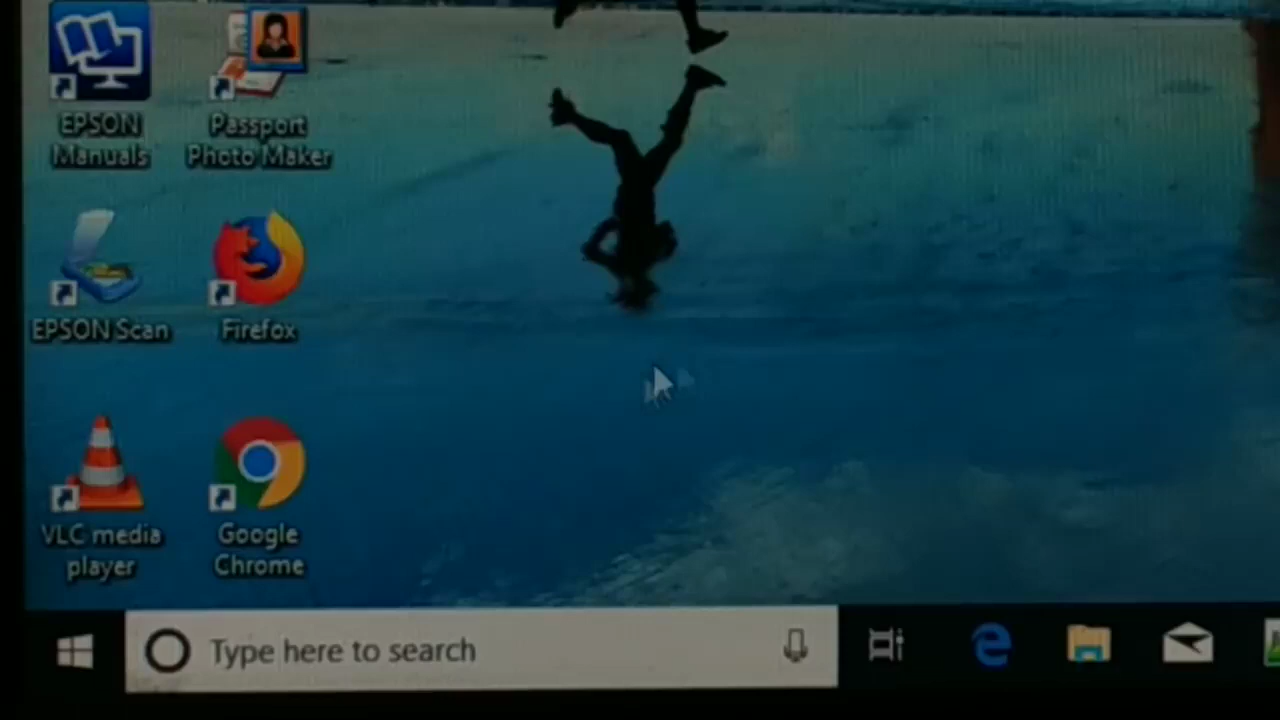 EPSON
Manuals
Passport
Photo Maker
EPSON Scan
Firefox
VLC media
player
Google
Chrome
Type here to search